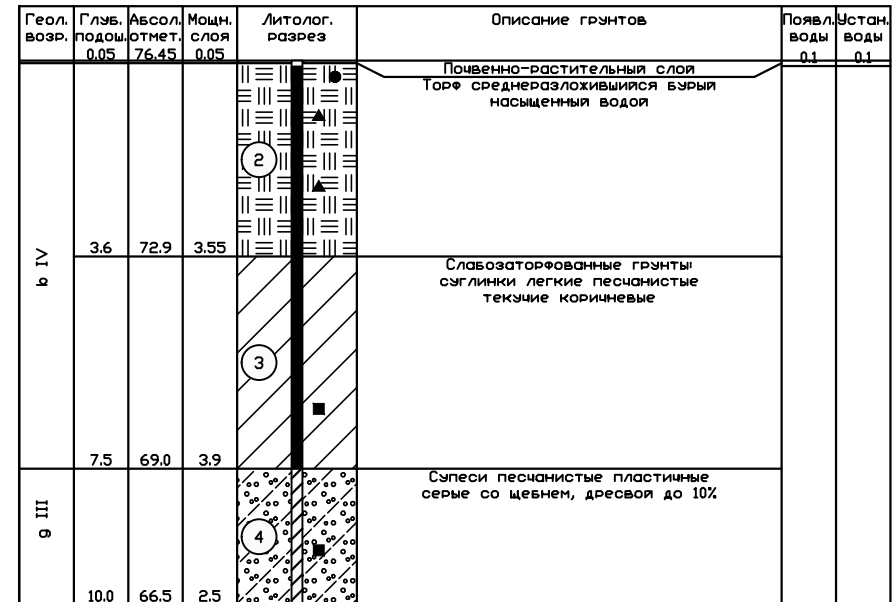 Геол. Глуб. Абсол. Мощн. Литолог. Описание грунтов Появл. Устан.
возр. подош. отмет. слоя разрез воды воды
0.05 76.45 0.05 0.1 0.1
Почвенно-растительный слой
Торф среднеразложившийся бурый
насыщенный водой
2
3.6 72.9 3.55
b IV
Слабозаторфованные грунты:
суглинки легкие песчанистые
текучие коричневые
3
7.5 69.0 3.9
Супеси песчанистые пластичные
серые со щебнем, дресвой до 10%
g III
4
10.0 66.5 2.5